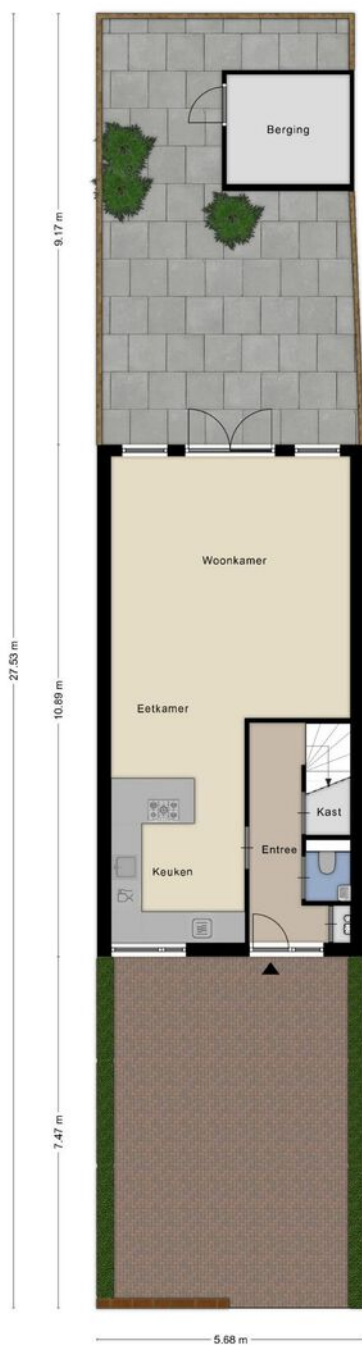 Berging
9.17 m
Woonkamer
27.53 m
10.89 m
Eetkamer
Kast
Entree
Keuken
7.47 m
5.68 m